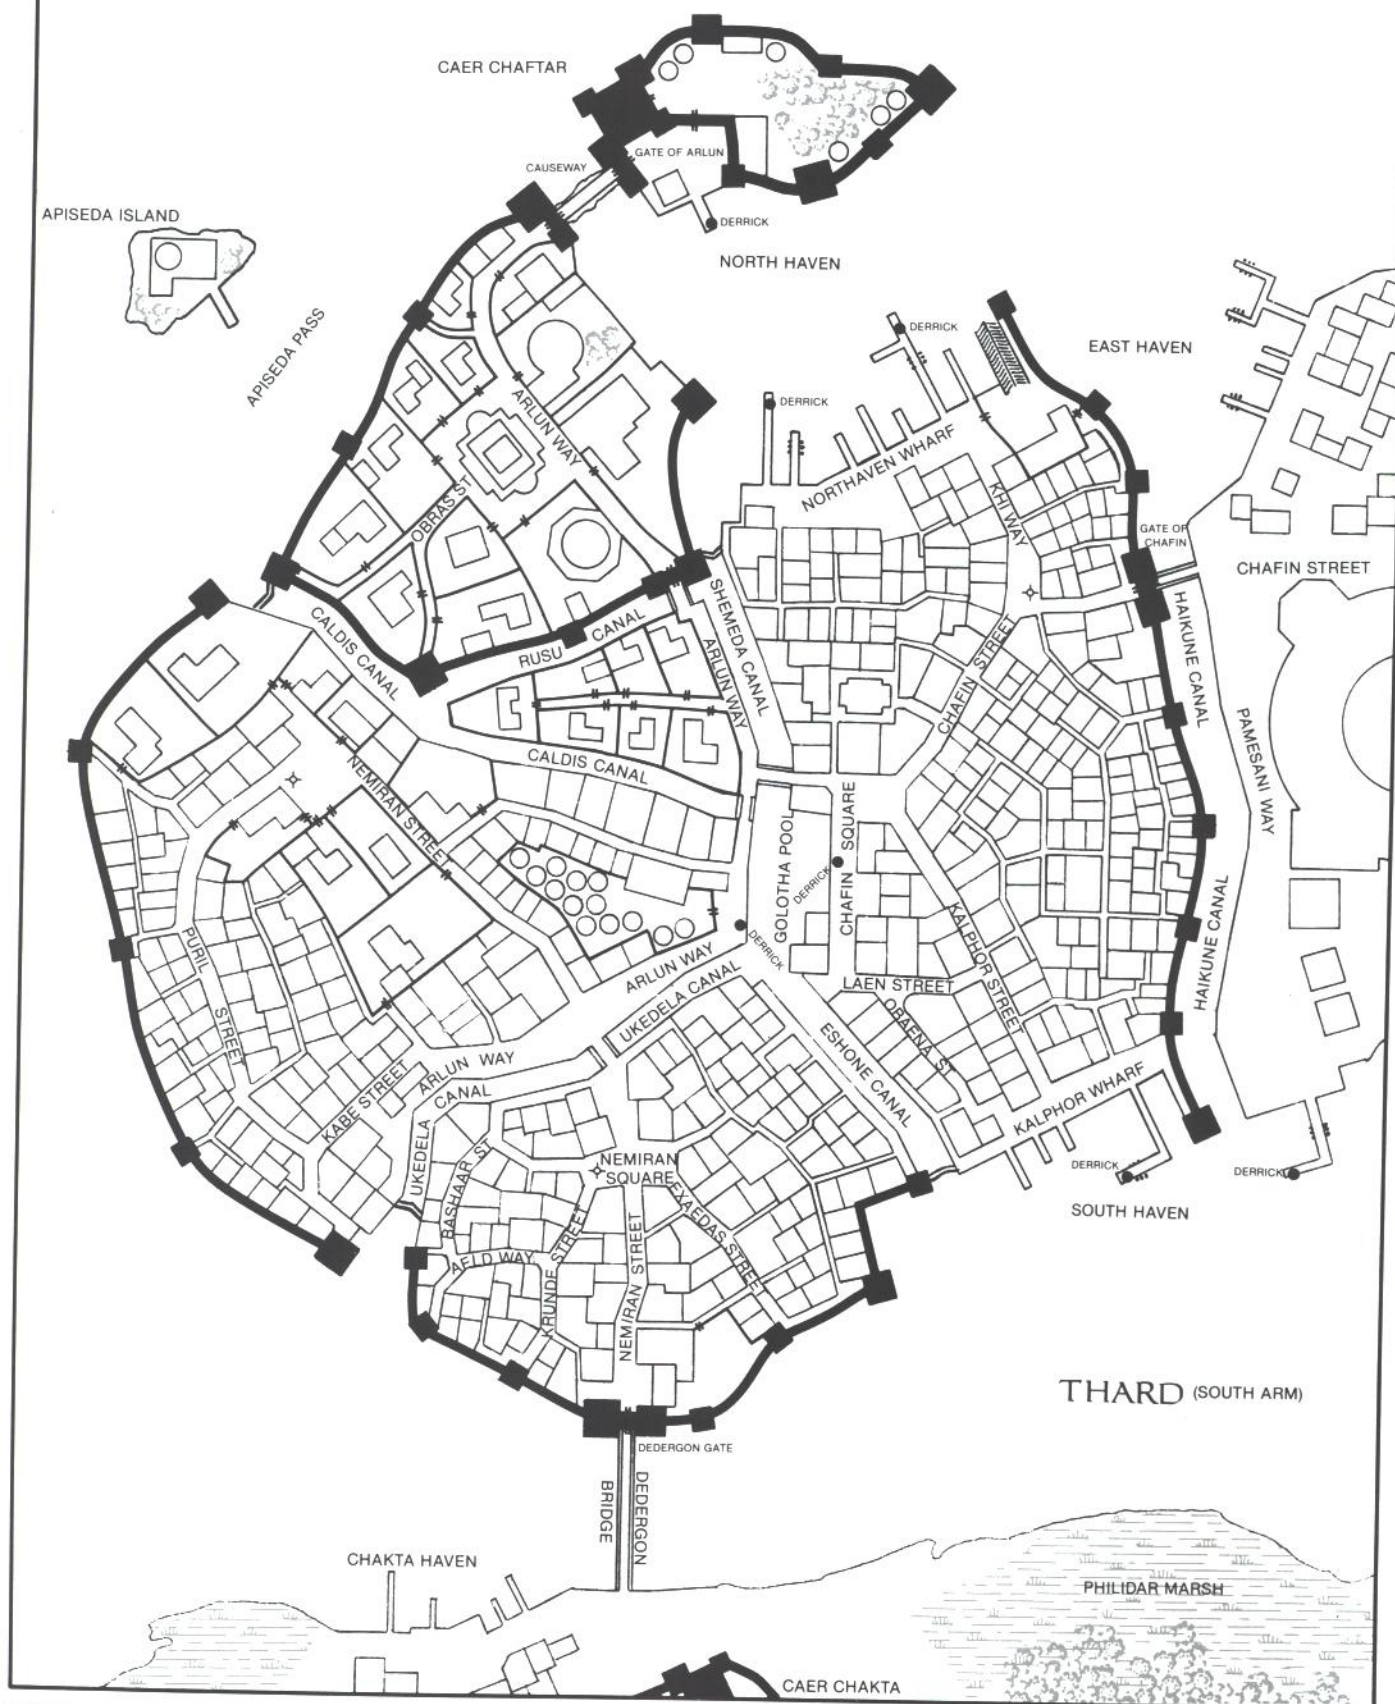 CAER CHAFTAR
GATE OF ARLUN
CAUSEWAY
APISEDA ISLAND
DERRICK
NORTH HAVEN
APISEDA PASS
DERRICK
EAST HAVEN
ARLUN WAY
DERRICK
NORTHAVEN WHARF
OBRAS ST
KHI WAY
GATE OF
CHAFIN
CHAFIN STREET
SHEMEDA CANAL
HAIKUNE CANAL
CALDIS CANAL
RUSU CANAL
ARLUN WAY
CHAFIN STREET
PAMESANI WAY
CALDIS CANAL
NEMIRAN STREET
GOLOTHA POOL
CHAFIN SQUARE
DERRICK
KALPHOR STREET
HAIKUNE CANAL
PURIL STREET
DERRICK
ARLUN WAY
UKEDELA CANAL
LAEN STREET
OBAENA ST
ESHONE CANAL
ARLUN WAY
KABE STREET
UKEDELA CANAL
KALPHOR WHARF
BASHAAR ST
NEMIRAN
SQUARE
DERRICK
DERRICK
EXAEDAS STREE
SOUTH HAVEN
AELD WAY
KRUNDE STREET
NEMIRAN STREET
THARD (SOUTH ARM)
DEDERGON GATE
DEDERGON
BRIDGE
CHAKTA HAVEN
PHILIDAR MARSH
CAER CHAKTA